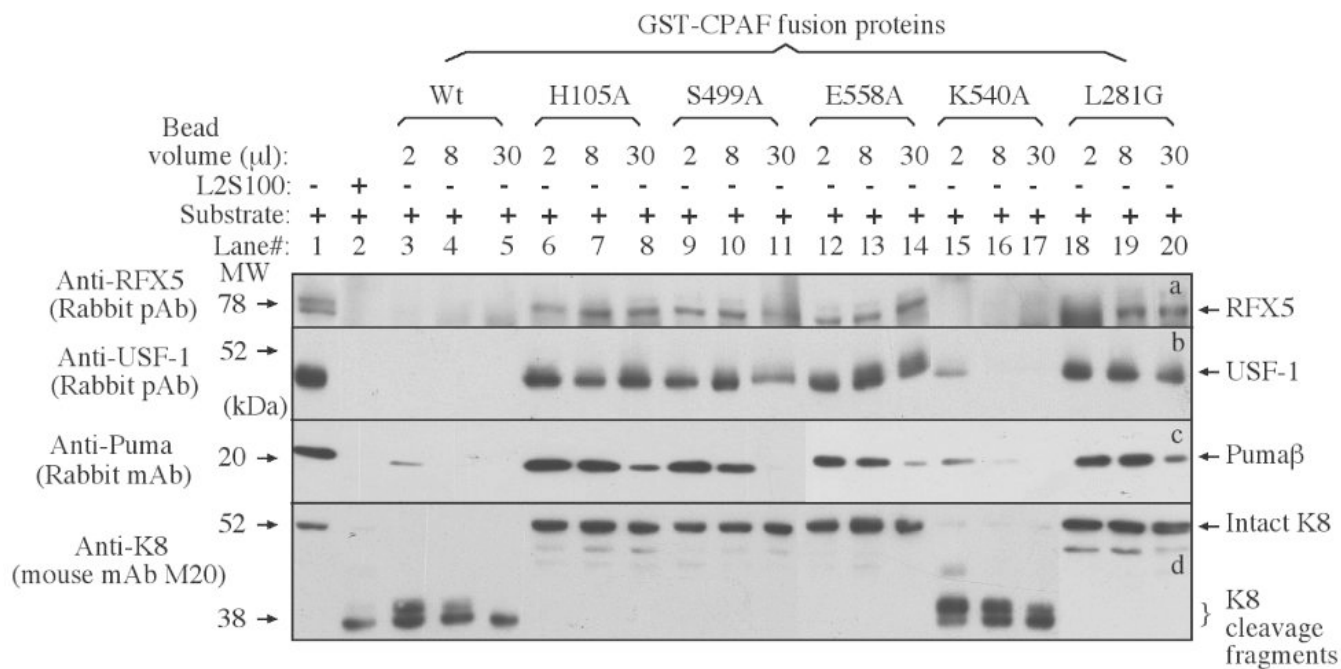 GST-CPAF fusion proteins
Wt H105A S499A E558A K540A L281G
Bead
volume (μl): 2 8 30 2 8 30 2 8 30 2 8 30 2 8 30 2 8 30
L2S100: - + - - - - - - - - - - - - - - - - - -
Substrate: + + + + + + + + + + + + + + + + + + + +
Lane#: 1 2 3 4 5 6 7 8 9 10 11 12 13 14 15 16 17 18 19 20
MW
Anti-RFX5
(Rabbit pAb)
78 → a ← RFX5
Anti-USF-1
(Rabbit pAb)
52 → b ← USF-1
(kDa)
Anti-Puma
(Rabbit mAb)
20 → c ← Pumaβ
52 → ← Intact K8
Anti-K8
(mouse mAb M20)
d
38 → } K8
cleavage
fragments